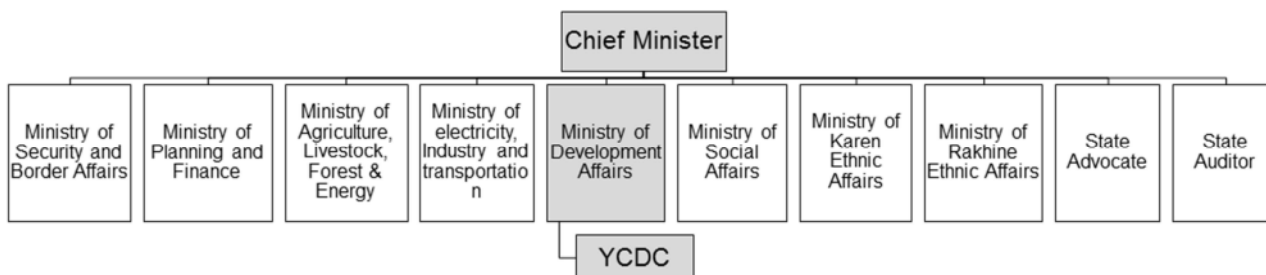 Chief Minister
Ministry of
Security and
Border Affairs
Ministry of
Planning and
Finance
Ministry of
Agriculture,
Livestock,
Forest &
Energy
Ministry of
electricity,
Industry and
transportatio
n
Ministry of
Development
Affairs
Ministry of
Social
Affairs
Ministry of
Karen
Ethnic
Affairs
Ministry of
Rakhine
Ethnic Affairs
State
Advocate
State
Auditor
YCDC